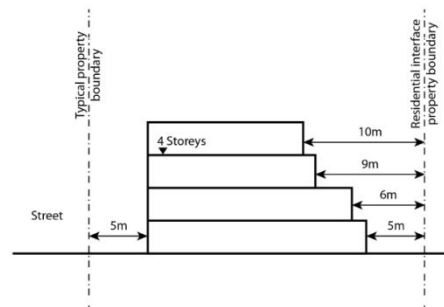 Typical property
boundary
Residential interface
property boundary
10m
4 Storeys
9m
6m
Street
5m
5m